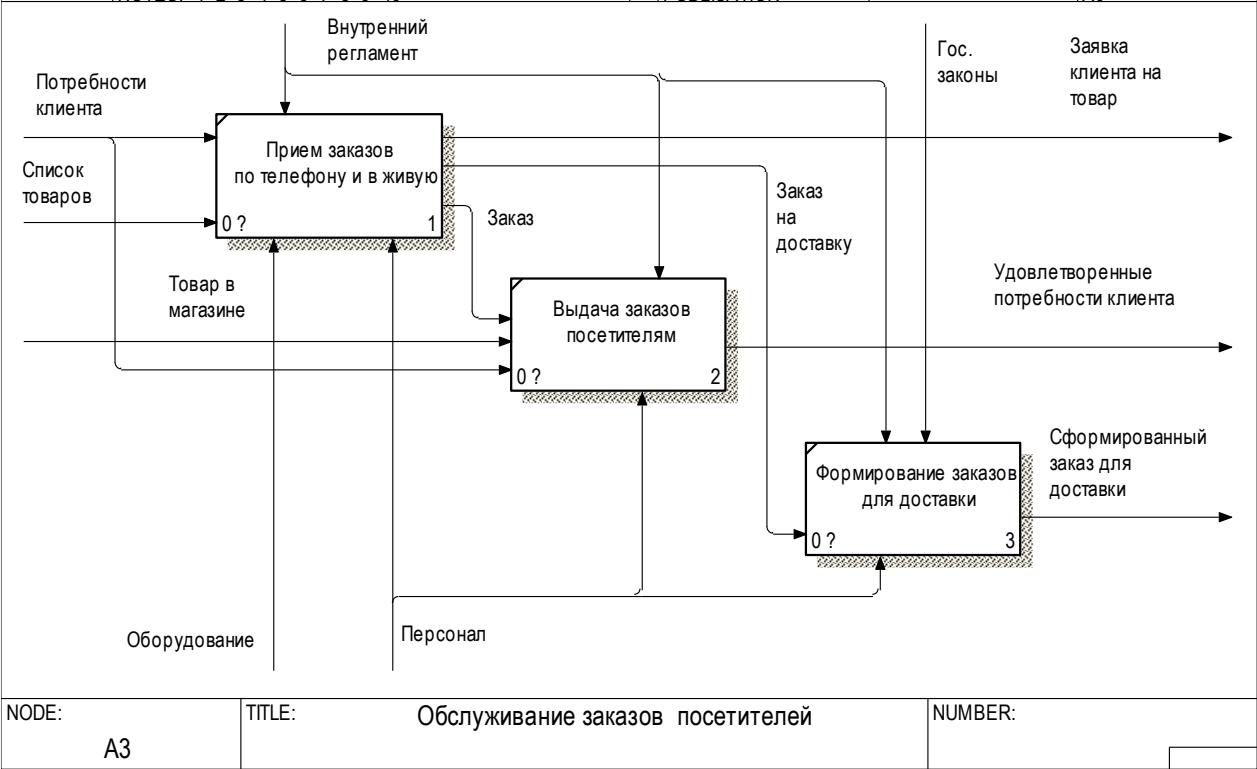 Внутренний
регламент
Гос.
законы
Заявка
клиента на
товар
Потребности
клиента
Прием заказов
по телефону и в живую
0 ?
1
Список
товаров
Заказ
Заказ
на
доставку
Товар в
магазине
Выдача заказов
посетителям
0 ?
2
Удовлетворенные
потребности клиента
Формирование заказов
для доставки
0 ?
3
Сформированный
заказ для
доставки
Оборудование
Персонал
NODE:
A3
TITLE:
Обслуживание заказов посетителей
NUMBER: